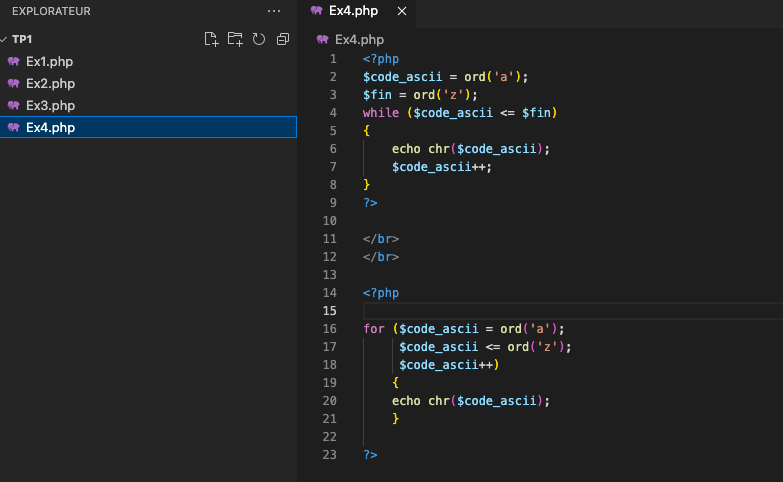 EXPLORATEUR ...
TP1
Ex1.php
Ex2.php
Ex3.php
Ex4.php
Ex4.php
Ex4.php
1 <?php
2 $code_ascii = ord('a');
3 $fin = ord('z');
4 while ($code_ascii <= $fin)
5 {
6     echo chr($code_ascii);
7     $code_ascii++;
8 }
9 ?>
10
11 </br>
12 </br>
13
14 <?php
15
16 for ($code_ascii = ord('a');
17      $code_ascii <= ord('z');
18      $code_ascii++)
19     {
20     echo chr($code_ascii);
21     }
22
23 ?>